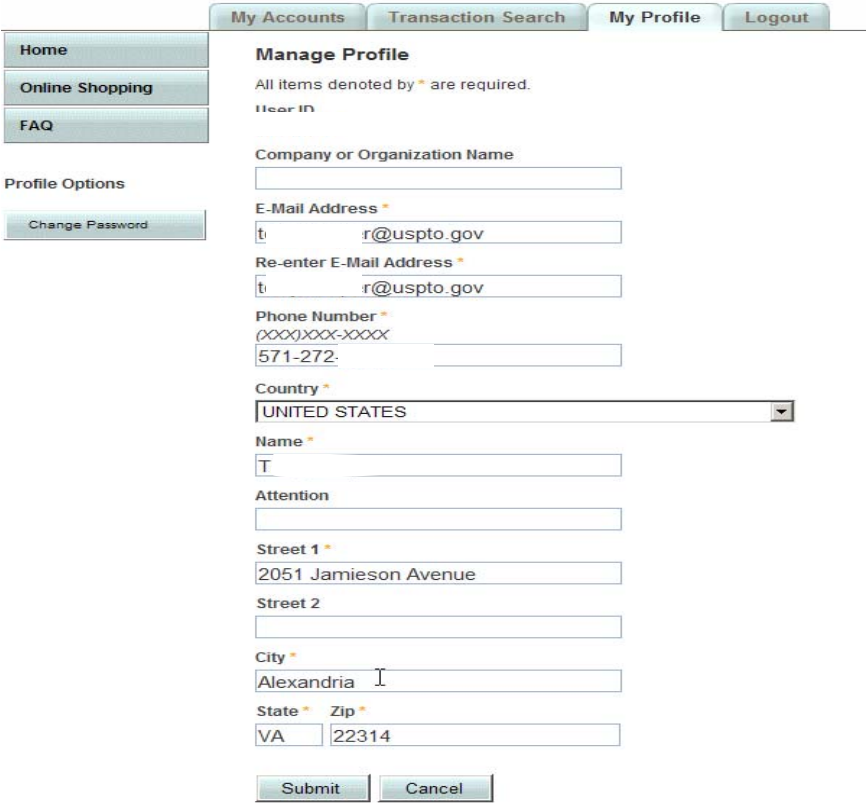 My Accounts Transaction Search My Profile Logout
Home
Online Shopping
FAQ
Profile Options
Change Password
Manage Profile
All items denoted by * are required.
User ID
Company or Organization Name
E-Mail Address *
t r@uspto.gov
Re-enter E-Mail Address *
t r@uspto.gov
Phone Number *
(XXX)XXX-XXXX
571-272-
Country *
UNITED STATES
Name *
T
Attention
Street 1 *
2051 Jamieson Avenue
Street 2
City *
Alexandria
State * Zip *
VA 22314
Submit Cancel